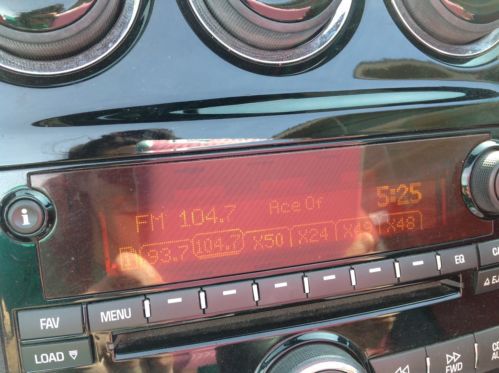 FM 104.7 Ace Of 5:25
93.7 104.7 X50 X24 X49 X48
i
MENU EQ
FAV
LOAD
FWD